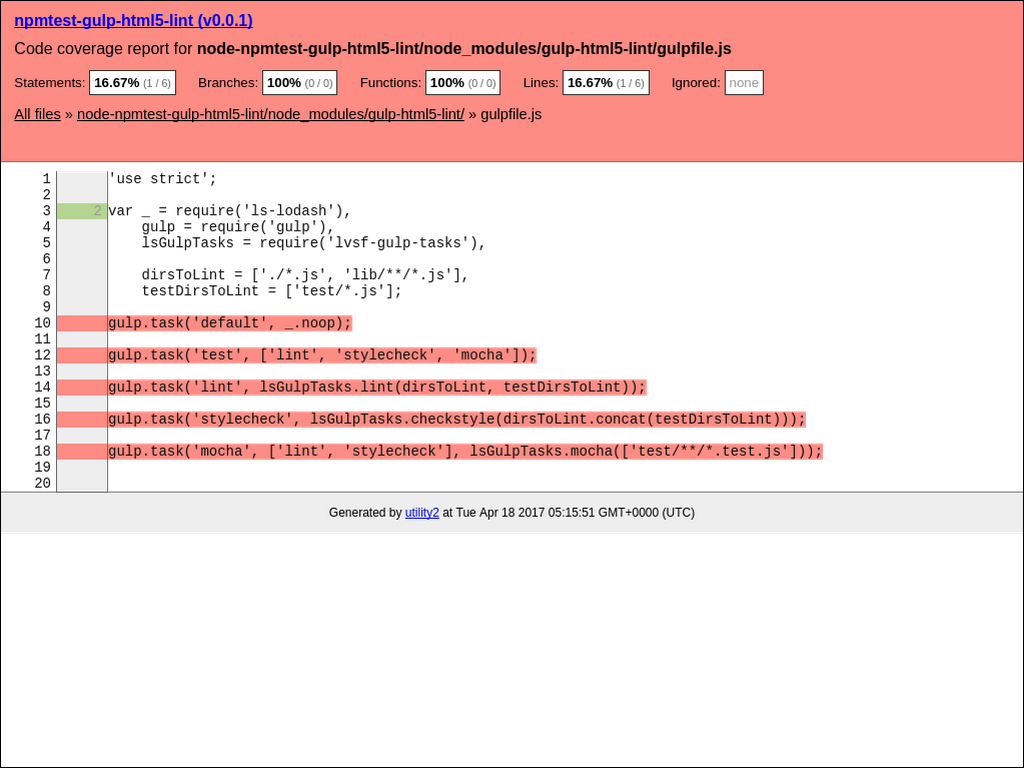 npmtest-gulp-html5-lint (v0.0.1)
Code coverage report for node-npmtest-gulp-html5-lint/node_modules/gulp-html5-lint/gulpfile.js
Statements: 16.67% (1 / 6) Branches: 100% (0 / 0) Functions: 100% (0 / 0) Lines: 16.67% (1 / 6) Ignored: none
All files » node-npmtest-gulp-html5-lint/node_modules/gulp-html5-lint/ » gulpfile.js
1 'use strict';
2
3 2 var _ = require('ls-lodash'),
4     gulp = require('gulp'),
5     lsGulpTasks = require('lvsf-gulp-tasks'),
6
7     dirsToLint = ['./*.js', 'lib/**/*.js'],
8     testDirsToLint = ['test/*.js'];
9
10 gulp.task('default', _.noop);
11
12 gulp.task('test', ['lint', 'stylecheck', 'mocha']);
13
14 gulp.task('lint', lsGulpTasks.lint(dirsToLint, testDirsToLint));
15
16 gulp.task('stylecheck', lsGulpTasks.checkstyle(dirsToLint.concat(testDirsToLint)));
17
18 gulp.task('mocha', ['lint', 'stylecheck'], lsGulpTasks.mocha(['test/**/*.test.js']));
19
20
Generated by utility2 at Tue Apr 18 2017 05:15:51 GMT+0000 (UTC)